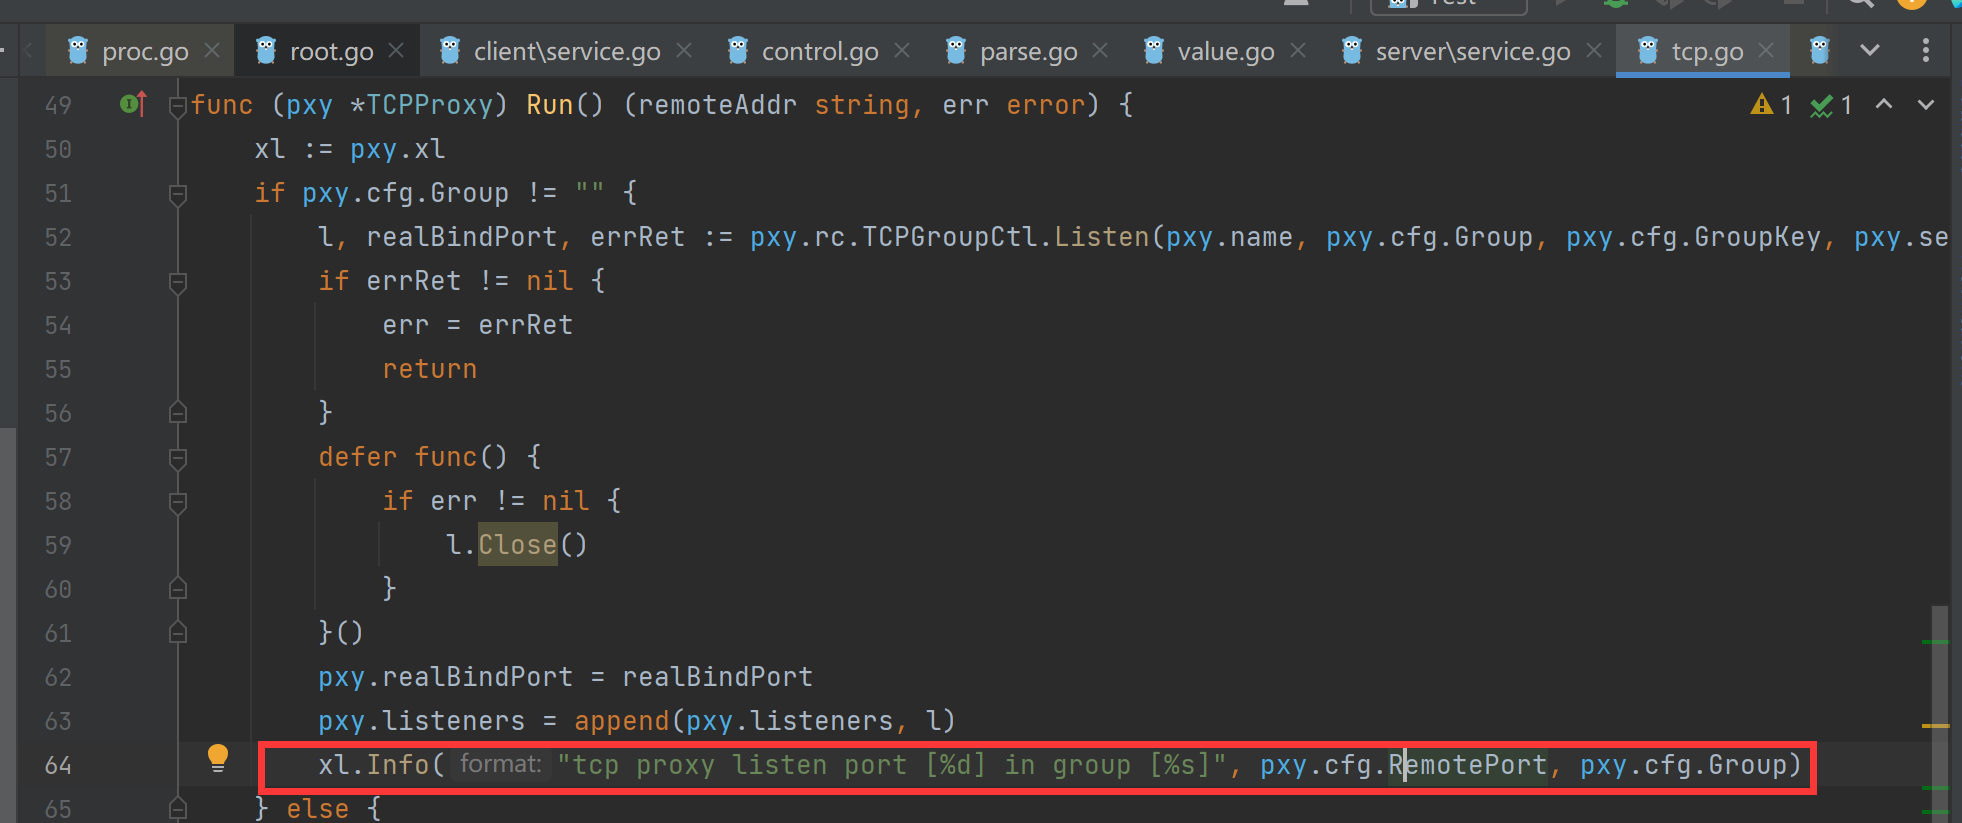 Test
proc.go root.go client\service.go control.go parse.go value.go server\service.go tcp.go
49 func (pxy *TCPProxy) Run() (remoteAddr string, err error) { 1 1
50 xl := pxy.xl
51 if pxy.cfg.Group != "" {
52 l, realBindPort, errRet := pxy.rc.TCPGroupCtl.Listen(pxy.name, pxy.cfg.Group, pxy.cfg.GroupKey, pxy.se
53 if errRet != nil {
54 err = errRet
55 return
56 }
57 defer func() {
58 if err != nil {
59 l.Close()
60 }
61 }()
62 pxy.realBindPort = realBindPort
63 pxy.listeners = append(pxy.listeners, l)
64 xl.Info( format: "tcp proxy listen port [%d] in group [%s]", pxy.cfg.RemotePort, pxy.cfg.Group)
65 } else {